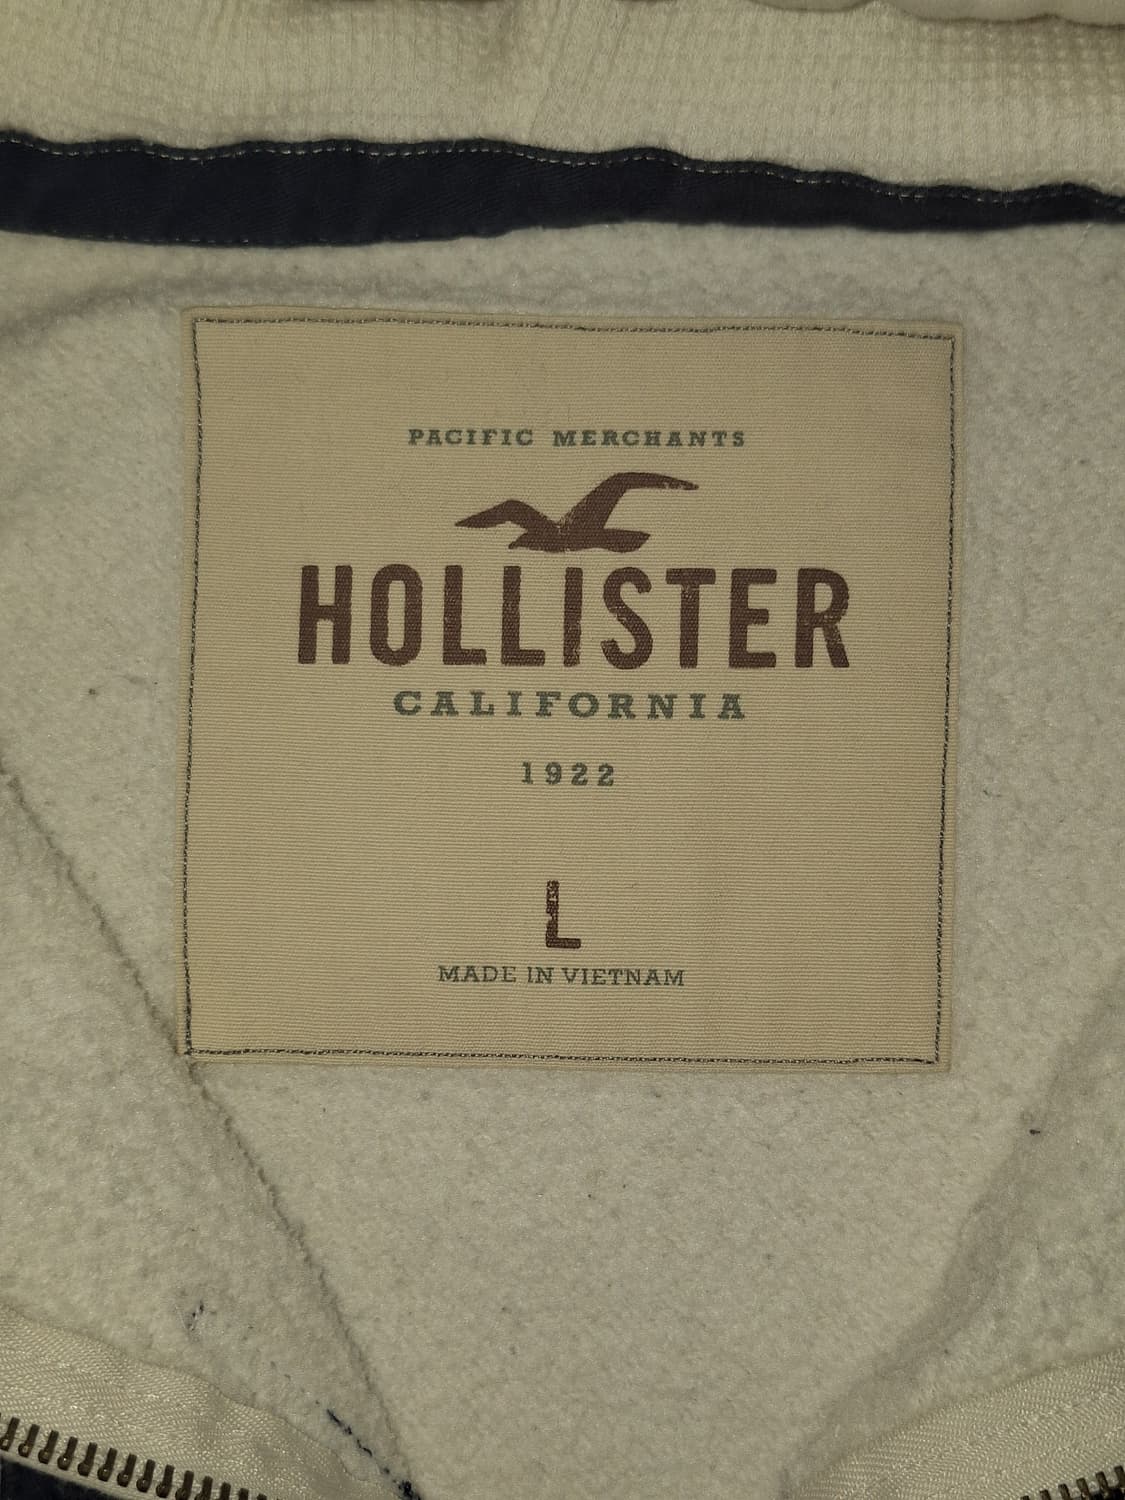 PACIFIC MERCHANTS
HOLLISTER
CALIFORNIA
1922
L
MADE IN VIETNAM